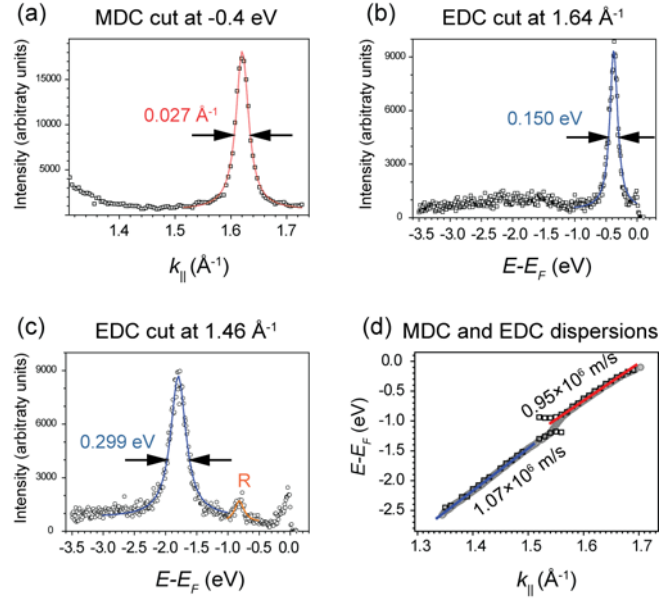 (a) MDC cut at -0.4 eV
Intensity (arbitraty units)
15000
10000
5000
0.027 Å⁻¹
1.4 1.5 1.6 1.7
k|| (Å⁻¹)
(b) EDC cut at 1.64 Å⁻¹
Intensity (arbitraty units)
9000
6000
3000
0
0.150 eV
-3.5 -3.0 -2.5 -2.0 -1.5 -1.0 -0.5 0.0
E-EF (eV)
(c) EDC cut at 1.46 Å⁻¹
Intensity (arbitraty units)
9000
6000
3000
0
0.299 eV
R
-3.5 -3.0 -2.5 -2.0 -1.5 -1.0 -0.5 0.0
E-EF (eV)
(d) MDC and EDC dispersions
E-EF (eV)
0.0
-0.5
-1.0
-1.5
-2.0
-2.5
0.95×10⁶ m/s
1.07×10⁶ m/s
1.3 1.4 1.5 1.6 1.7
k|| (Å⁻¹)